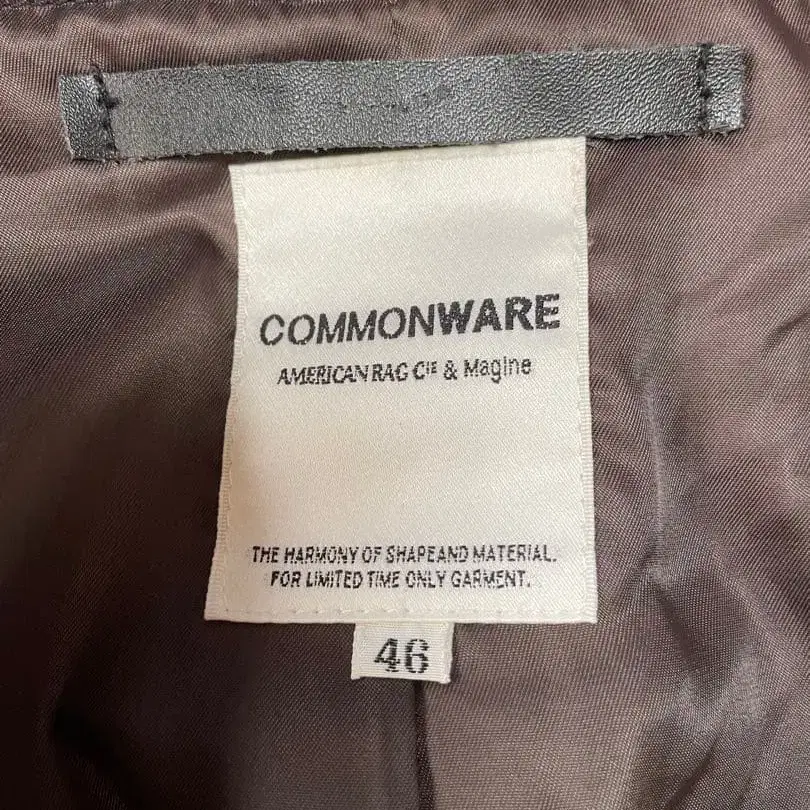 COMMONWARE
AMERICAN RAG CIE & MagIne
THE HARMONY OF SHAPEAND MATERIAL.
FOR LIMITED TIME ONLY GARMENT.
46